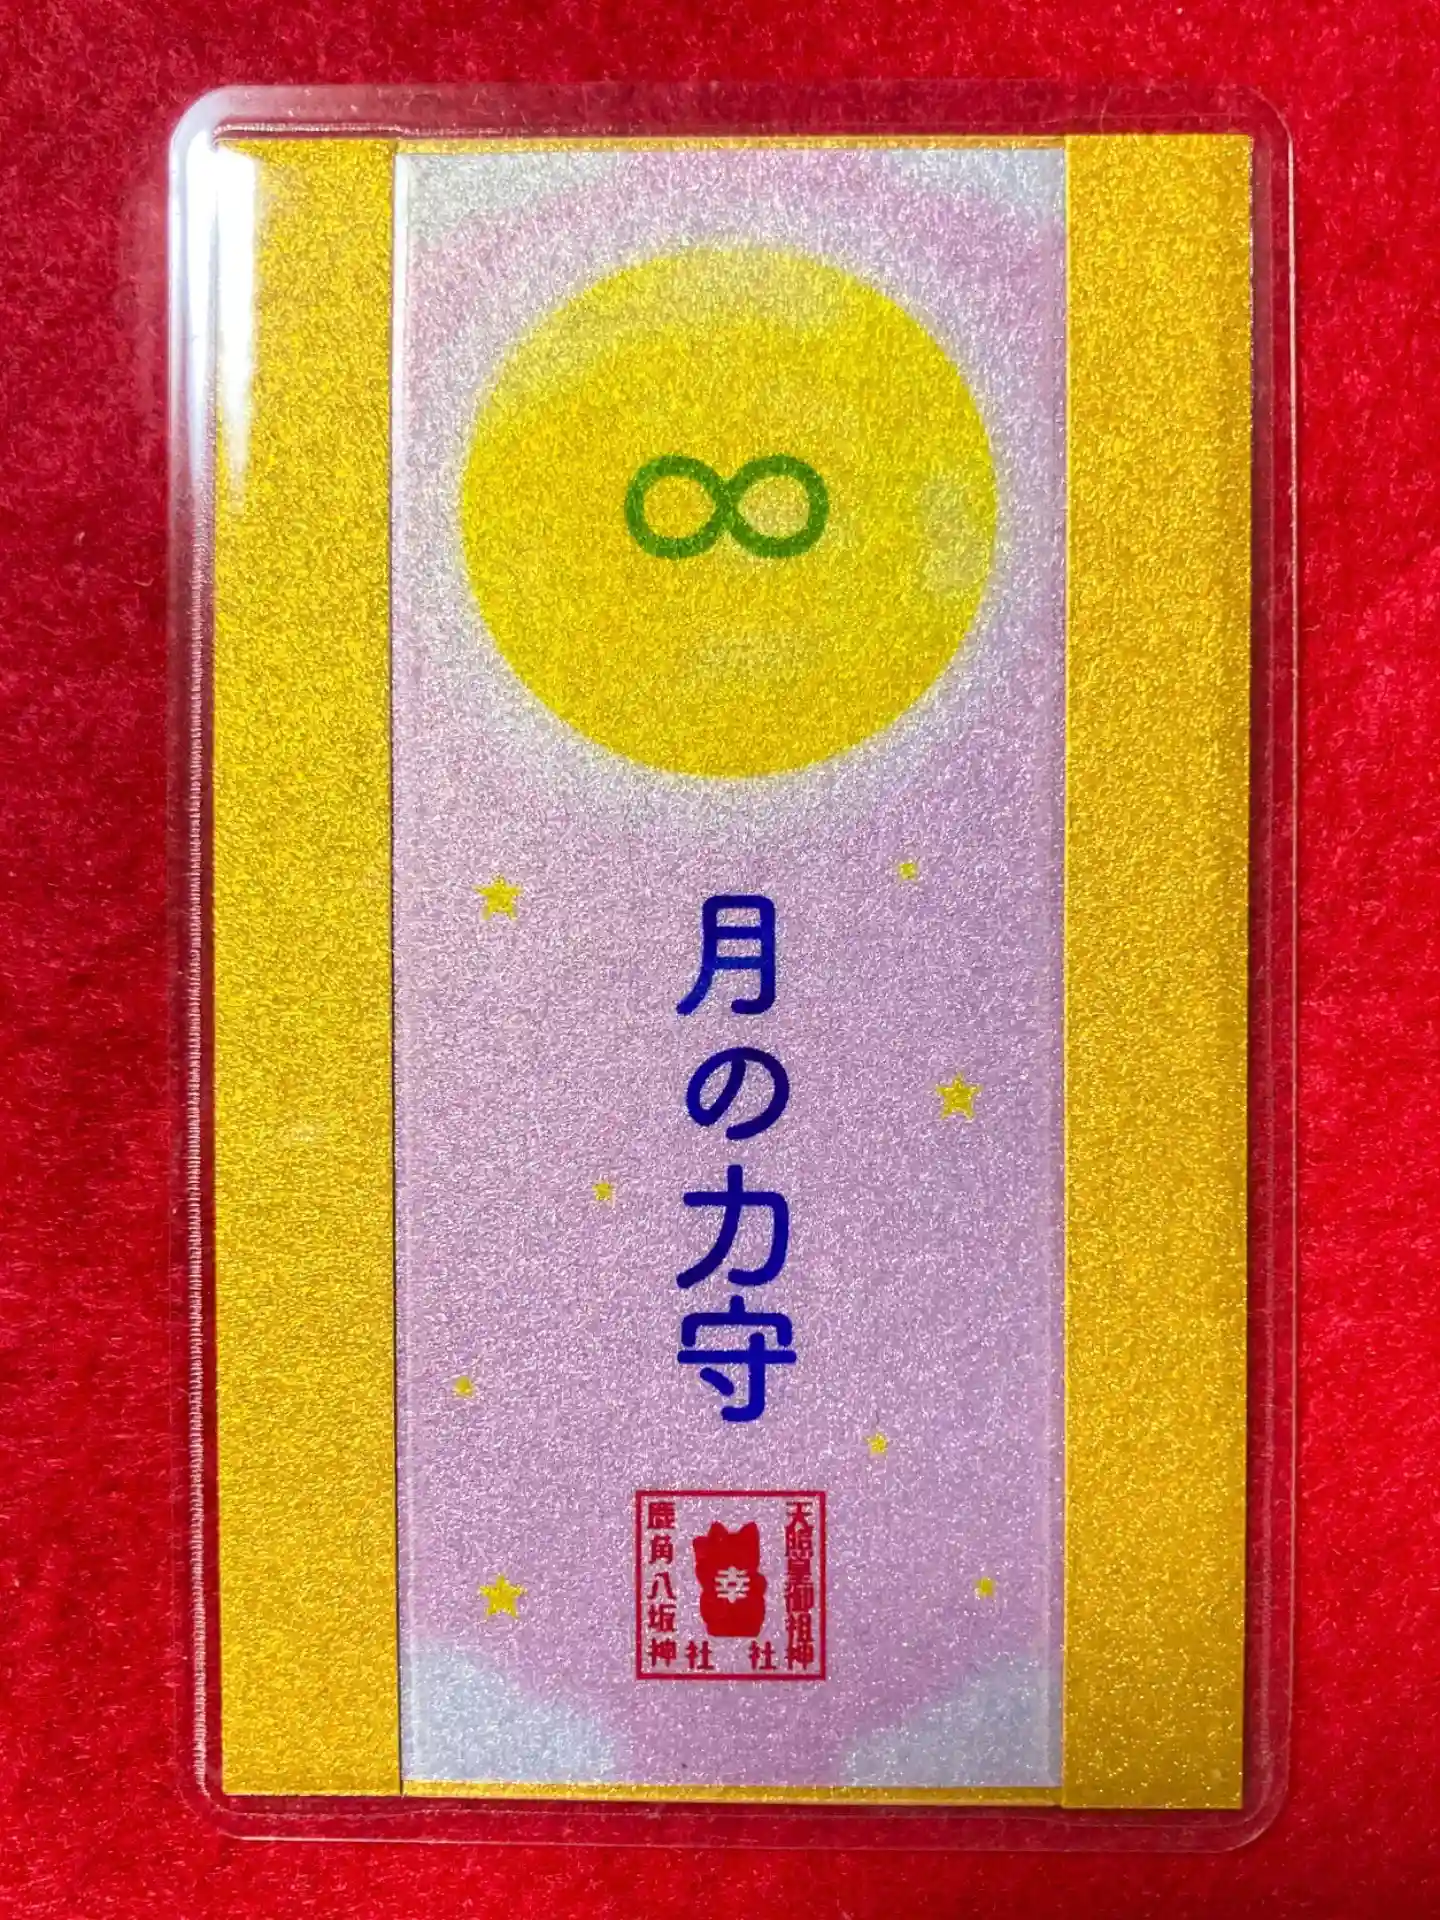 ∞
月の力守
天照皇御祖神社
幸
鹿角八坂神社